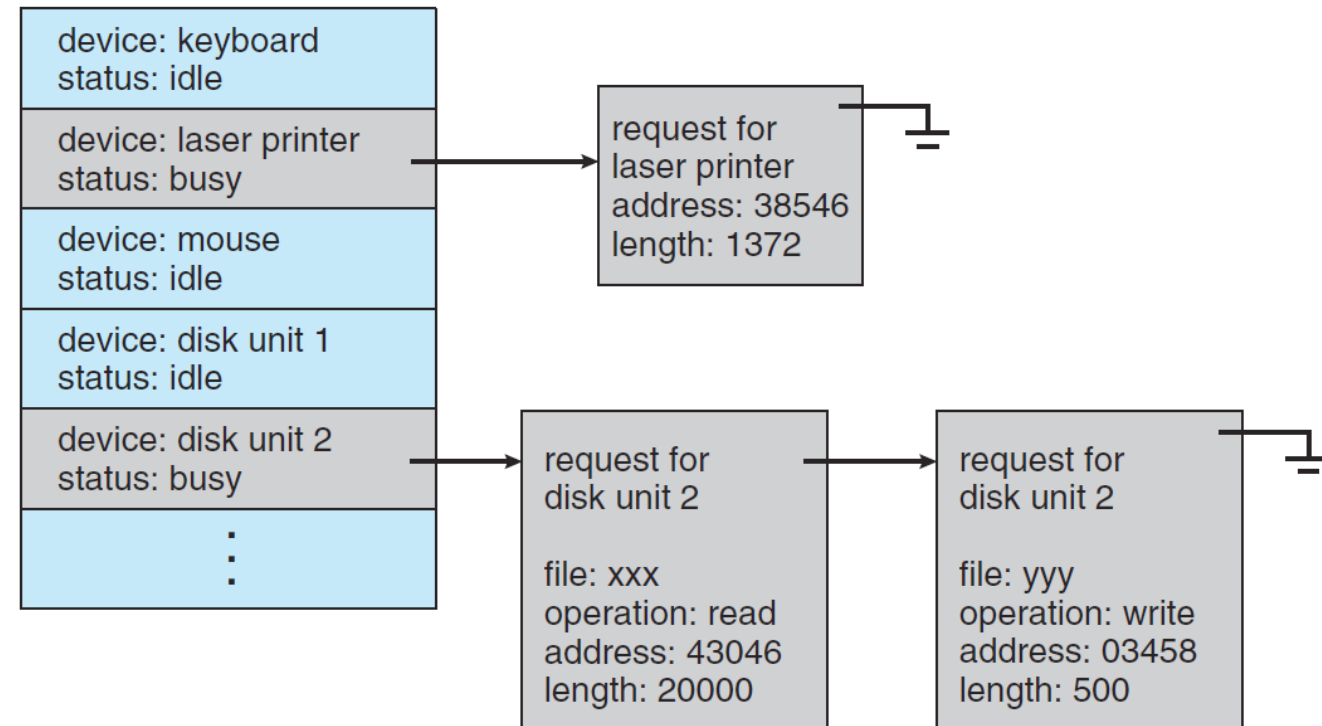 device: keyboard
status: idle
device: laser printer
status: busy
device: mouse
status: idle
device: disk unit 1
status: idle
device: disk unit 2
status: busy
request for
laser printer
address: 38546
length: 1372
request for
disk unit 2
file: xxx
operation: read
address: 43046
length: 20000
request for
disk unit 2
file: yyy
operation: write
address: 03458
length: 500